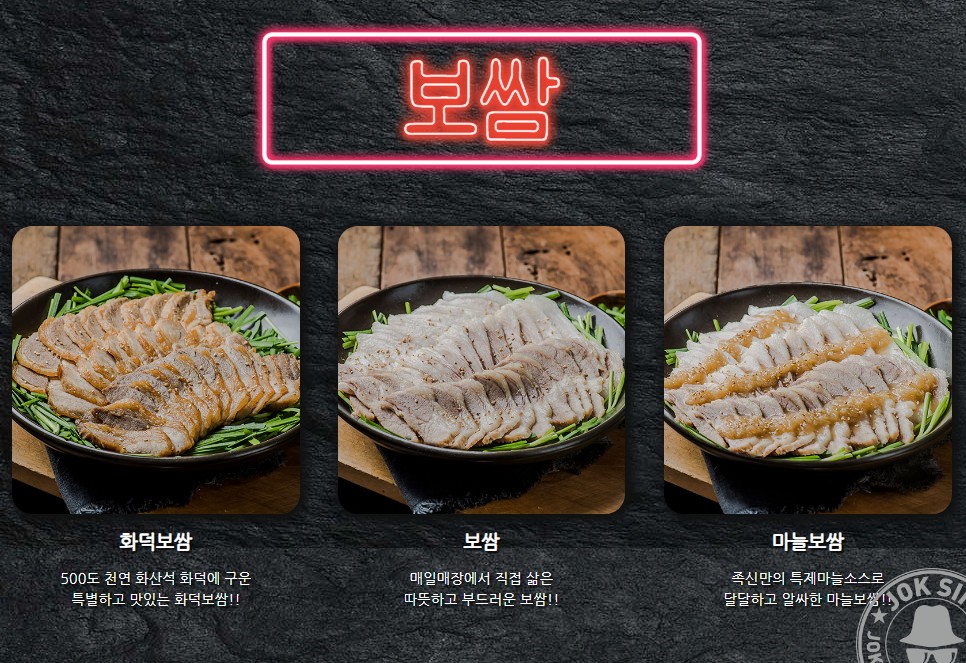 보쌈
화덕보쌈
500도 천연 화산석 화덕에 구운
특별하고 맛있는 화덕보쌈!!
보쌈
매일매장에서 직접 삶은
따뜻하고 부드러운 보쌈!!
마늘보쌈
족신만의 특제마늘소스로
달달하고 알싸한 마늘보쌈!!
JOK SI
JOK